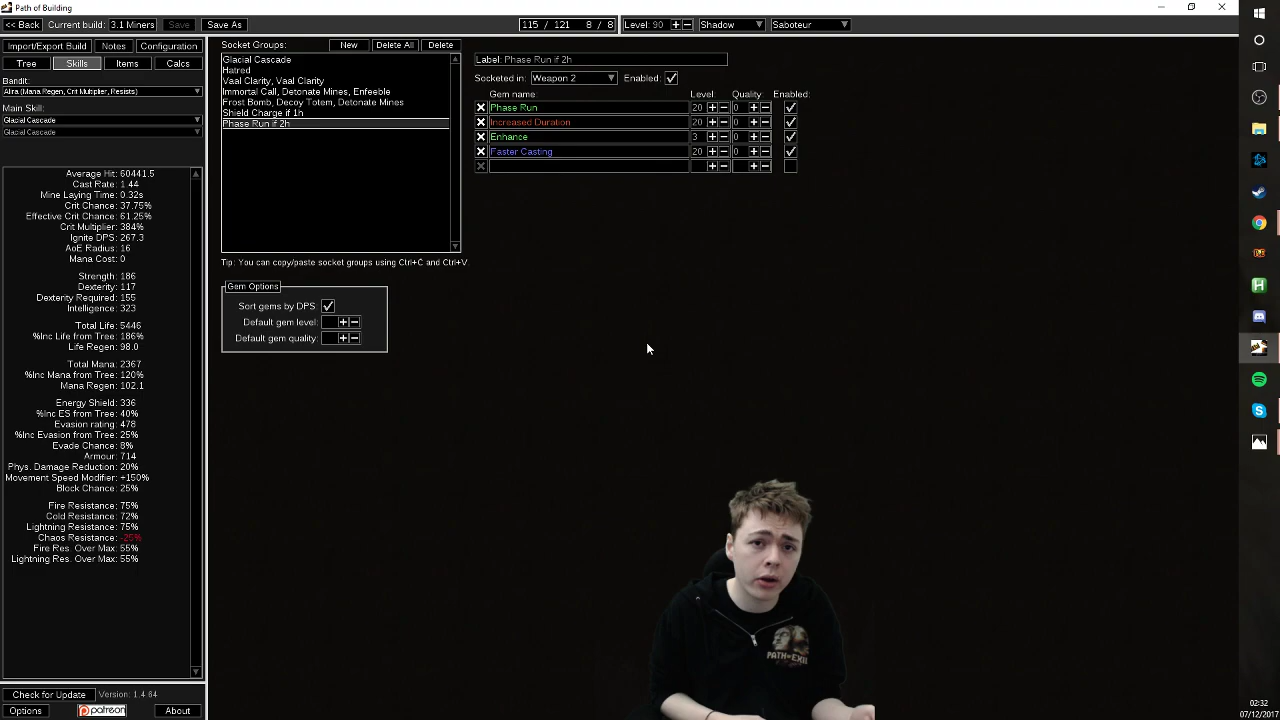 Path of Building
<< Back Current build: 3.1 Miners Save Save As 115 / 121 8 / 8 Level: 90 + - Shadow Saboteur
Import/Export Build Notes Configuration
Tree Skills Items Calcs
Bandit:
Alira (Mana Regen, Crit Multiplier, Resists)
Main Skill:
Glacial Cascade
Glacial Cascade
Average Hit: 60441.5
Cast Rate: 1.44
Mine Laying Time: 0.32s
Crit Chance: 37.75%
Effective Crit Chance: 61.25%
Crit Multiplier: 384%
Ignite DPS: 267.3
AoE Radius: 16
Mana Cost: 0
Strength: 186
Dexterity: 117
Dexterity Required: 155
Intelligence: 323
Total Life: 5446
%Inc Life from Tree: 186%
Life Regen: 98.0
Total Mana: 2367
%Inc Mana from Tree: 120%
Mana Regen: 102.1
Energy Shield: 336
%Inc ES from Tree: 40%
Evasion rating: 478
%Inc Evasion from Tree: 25%
Evade Chance: 8%
Armour: 714
Phys. Damage Reduction: 20%
Movement Speed Modifier: +150%
Block Chance: 25%
Fire Resistance: 75%
Cold Resistance: 72%
Lightning Resistance: 75%
Chaos Resistance: -25%
Fire Res. Over Max: 55%
Lightning Res. Over Max: 55%
Check for Update Version: 1.4.64
Options patreon About
Socket Groups: New Delete All Delete
Glacial Cascade
Hatred
Vaal Clarity, Vaal Clarity
Immortal Call, Detonate Mines, Enfeeble
Frost Bomb, Decoy Totem, Detonate Mines
Shield Charge if 1h
Phase Run if 2h
Tip: You can copy/paste socket groups using Ctrl+C and Ctrl+V.
Gem Options
Sort gems by DPS:
Default gem level: + -
Default gem quality: + -
Label: Phase Run if 2h
Socketed in: Weapon 2 Enabled:
Gem name: Level: Quality: Enabled:
Phase Run 20 + - 0 + -
Increased Duration 20 + - 0 + -
Enhance 3 + - 0 + -
Faster Casting 20 + - 0 + -
PATH OF EXILE
02:32
07/12/2017